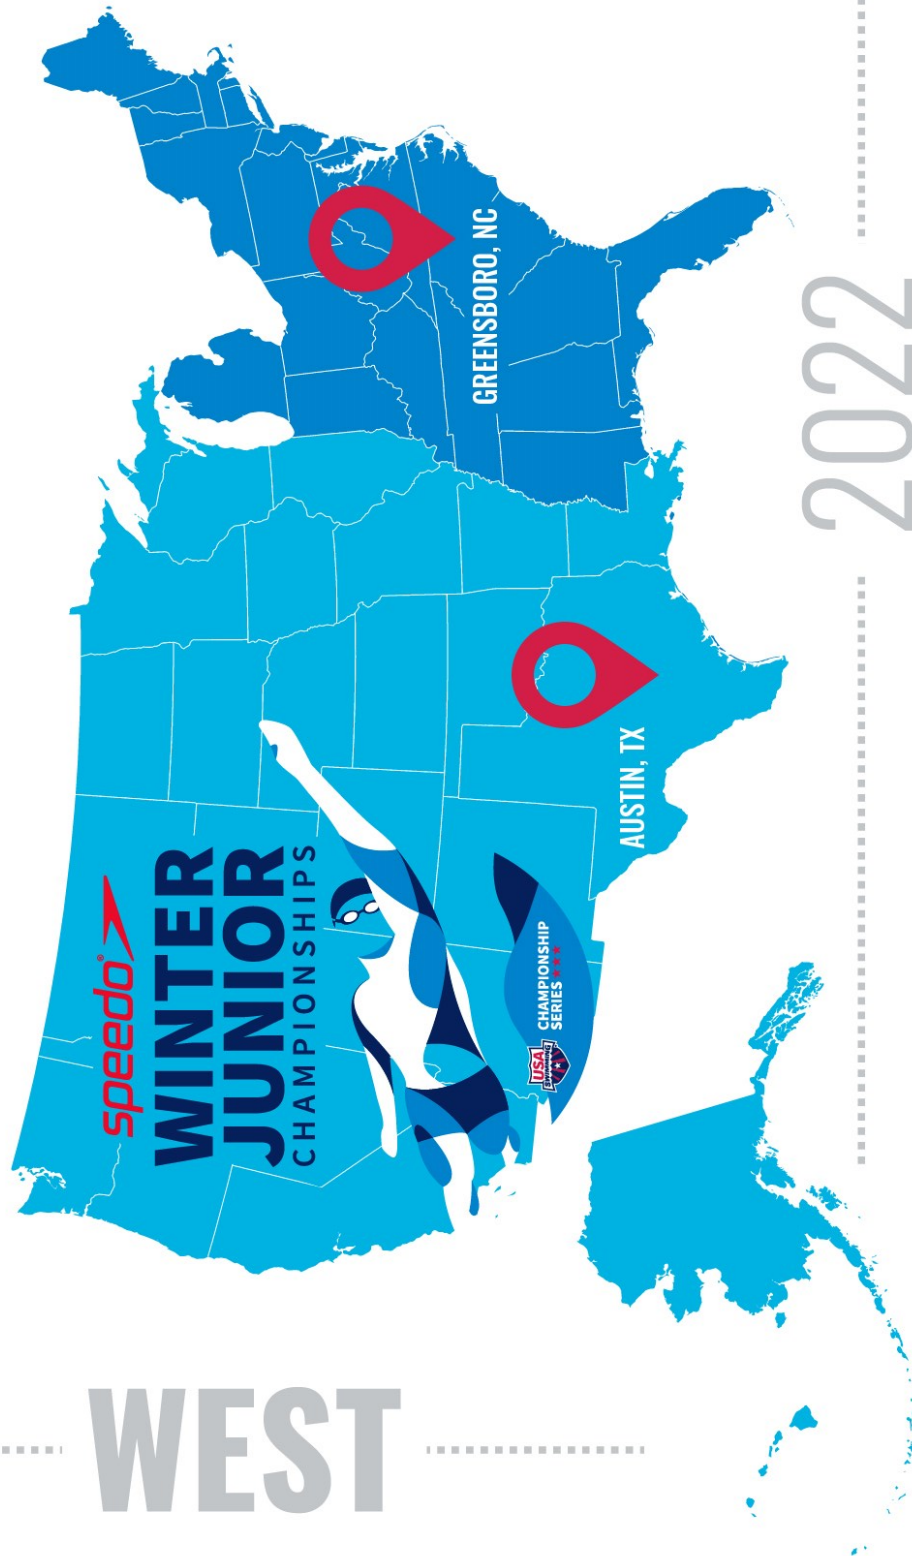 speedo
WINTER
JUNIOR
CHAMPIONSHIPS
USA
SWIMMING
CHAMPIONSHIP
SERIES
GREENSBORO, NC
AUSTIN, TX
WEST
2022